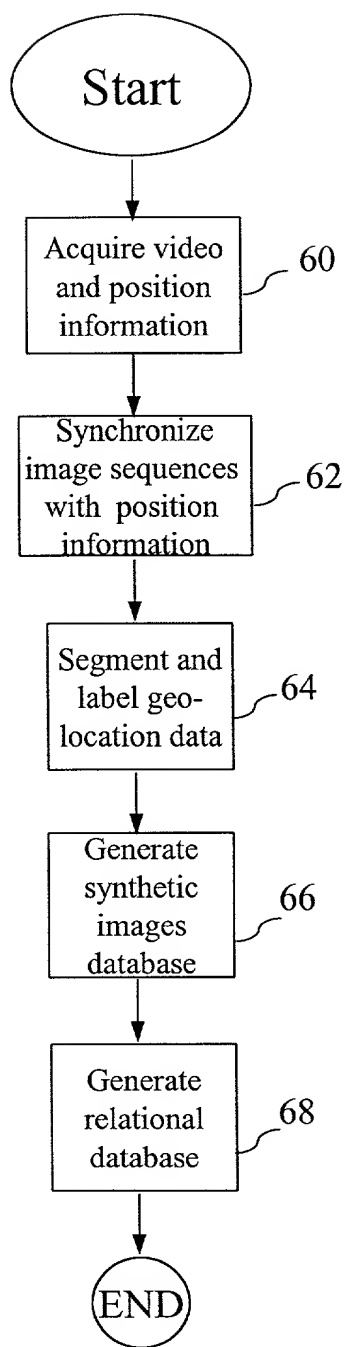 Start
Acquire video
and position
information
60
Synchronize
image sequences
with position
information
62
Segment and
label geo-
location data
64
Generate
synthetic
images
database
66
Generate
relational
database
68
END